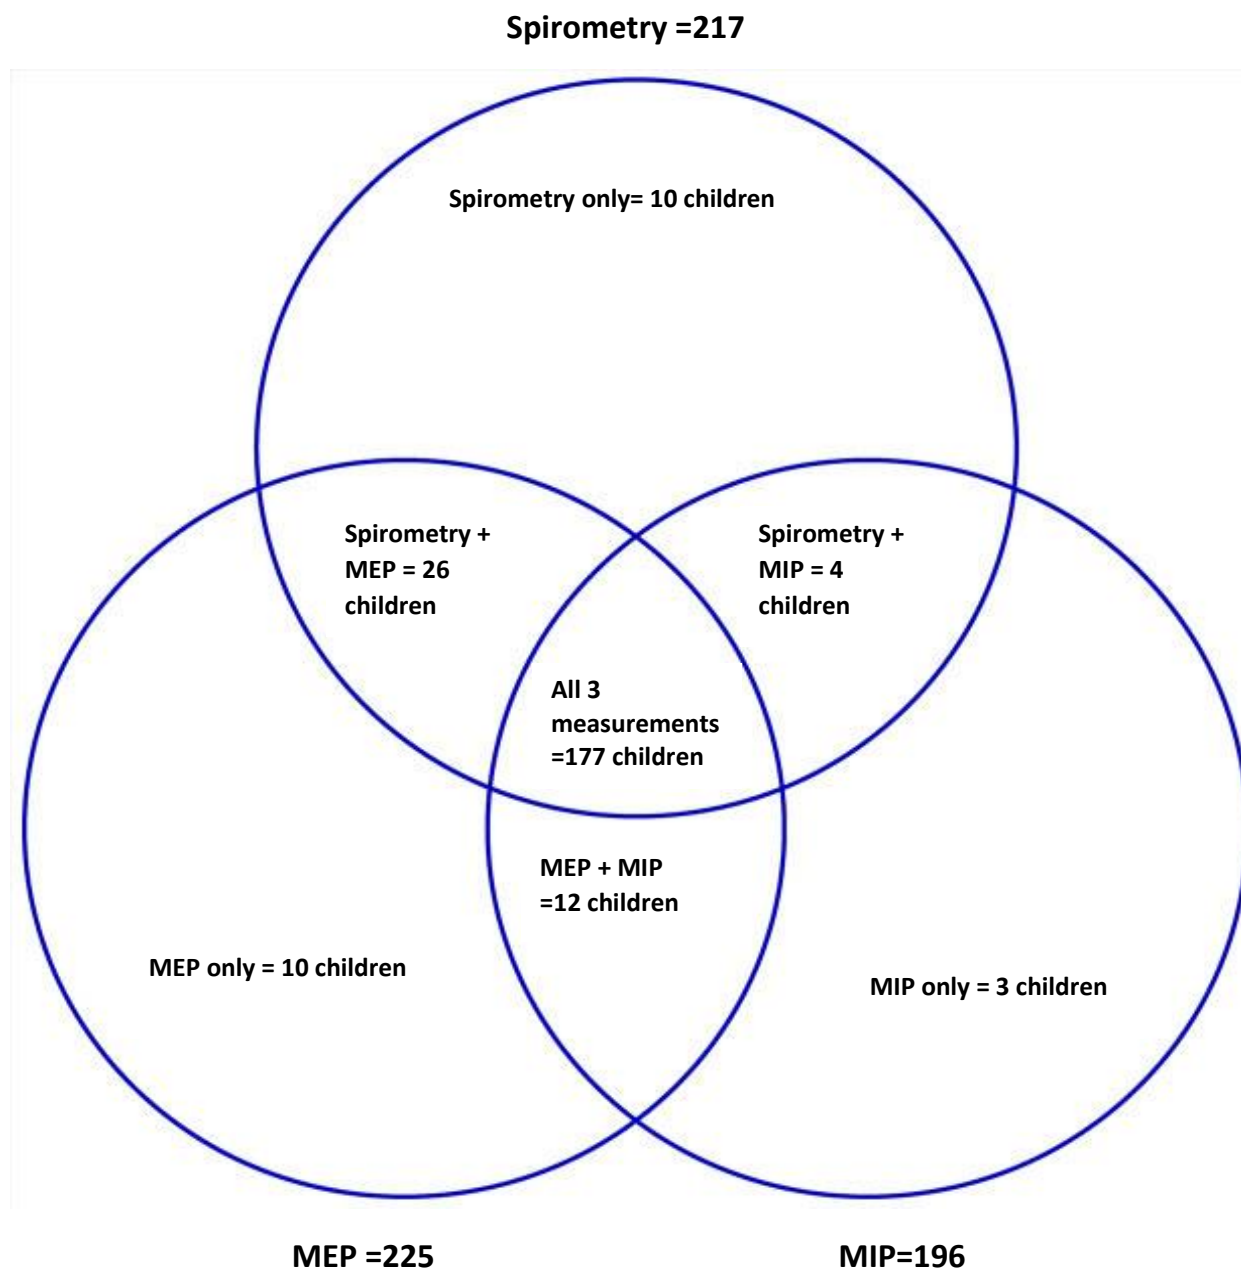 Spirometry =217
Spirometry only= 10 children
Spirometry +
MEP = 26
children
Spirometry +
MIP = 4
children
All 3
measurements
=177 children
MEP + MIP
=12 children
MEP only = 10 children
MIP only = 3 children
MEP =225
MIP=196